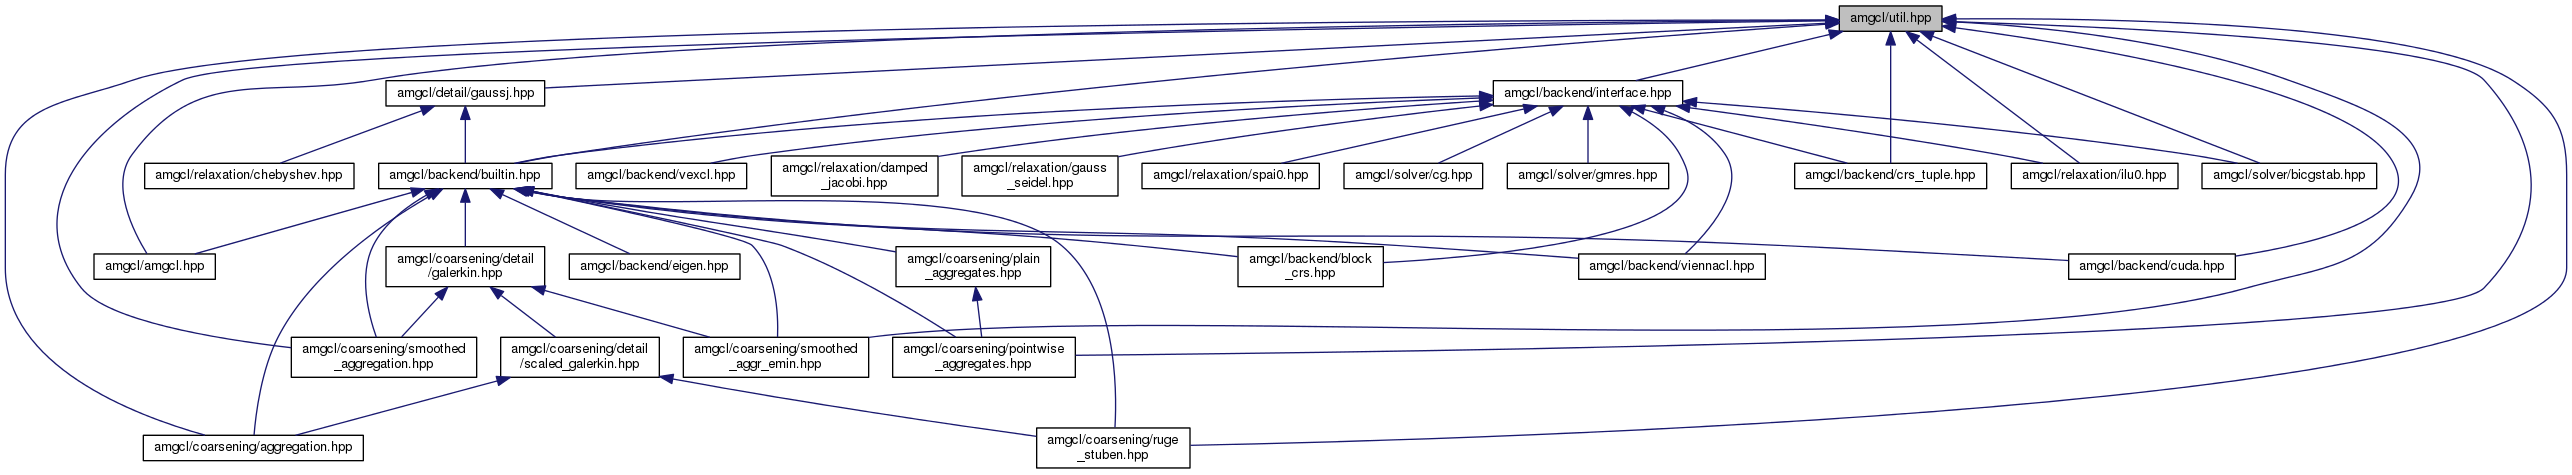 amgcl/util.hpp
amgcl/detail/gaussj.hpp
amgcl/backend/interface.hpp
amgcl/relaxation/chebyshev.hpp
amgcl/backend/builtin.hpp
amgcl/backend/vexcl.hpp
amgcl/relaxation/damped
_jacobi.hpp
amgcl/relaxation/gauss
_seidel.hpp
amgcl/relaxation/spai0.hpp
amgcl/solver/cg.hpp
amgcl/solver/gmres.hpp
amgcl/backend/crs_tuple.hpp
amgcl/relaxation/ilu0.hpp
amgcl/solver/bicgstab.hpp
amgcl/amgcl.hpp
amgcl/coarsening/detail
/galerkin.hpp
amgcl/backend/eigen.hpp
amgcl/coarsening/plain
_aggregates.hpp
amgcl/backend/block
_crs.hpp
amgcl/backend/viennacl.hpp
amgcl/backend/cuda.hpp
amgcl/coarsening/smoothed
_aggregation.hpp
amgcl/coarsening/detail
/scaled_galerkin.hpp
amgcl/coarsening/smoothed
_aggr_emin.hpp
amgcl/coarsening/pointwise
_aggregates.hpp
amgcl/coarsening/aggregation.hpp
amgcl/coarsening/ruge
_stuben.hpp